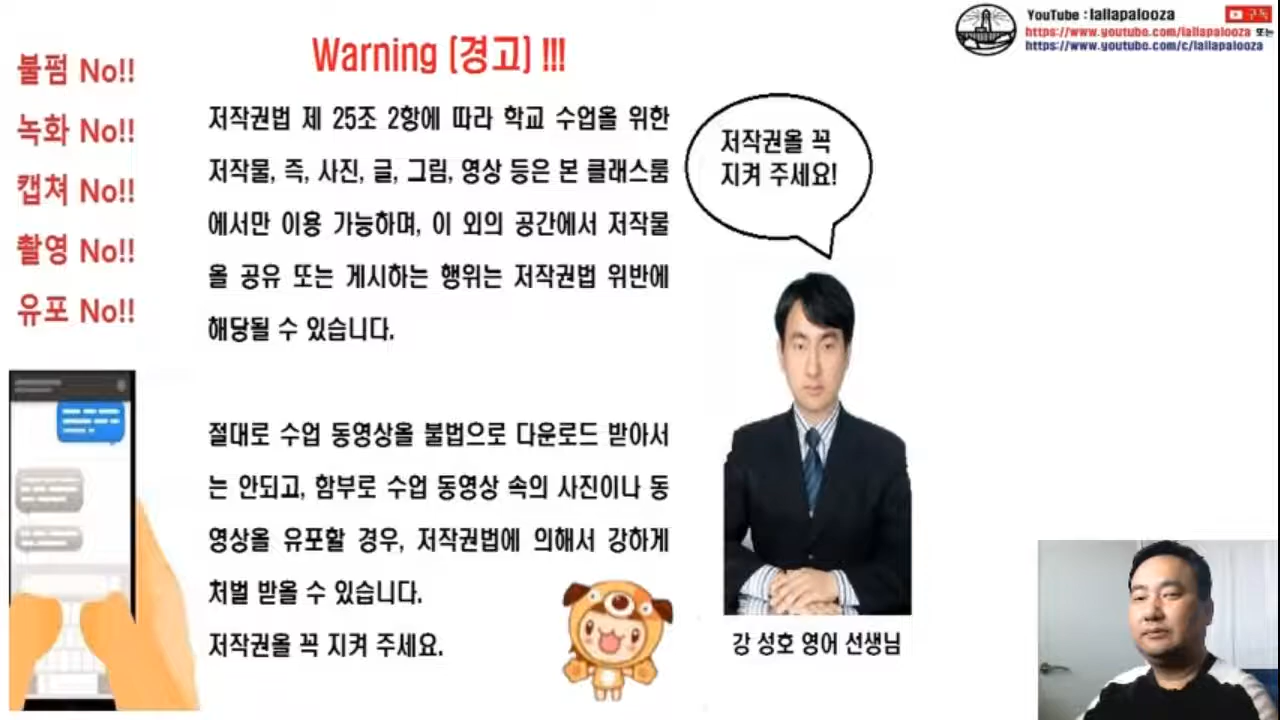 YouTube : lallapalooza
구독
https://www.youtube.com/lallapalooza 또는
https://www.youtube.com/c/lallapalooza
Warning (경고) !!!
불펌 No!!
녹화 No!!
캡쳐 No!!
촬영 No!!
유포 No!!
저작권법 제 25조 2항에 따라 학교 수업을 위한
저작물, 즉, 사진, 글, 그림, 영상 등은 본 클래스룸
에서만 이용 가능하며, 이 외의 공간에서 저작물
을 공유 또는 게시하는 행위는 저작권법 위반에
해당될 수 있습니다.
절대로 수업 동영상을 불법으로 다운로드 받아서
는 안되고, 함부로 수업 동영상 속의 사진이나 동
영상을 유포할 경우, 저작권법에 의해서 강하게
처벌 받을 수 있습니다.
저작권을 꼭 지켜 주세요.
저작권을 꼭
지켜 주세요!
강 성호 영어 선생님